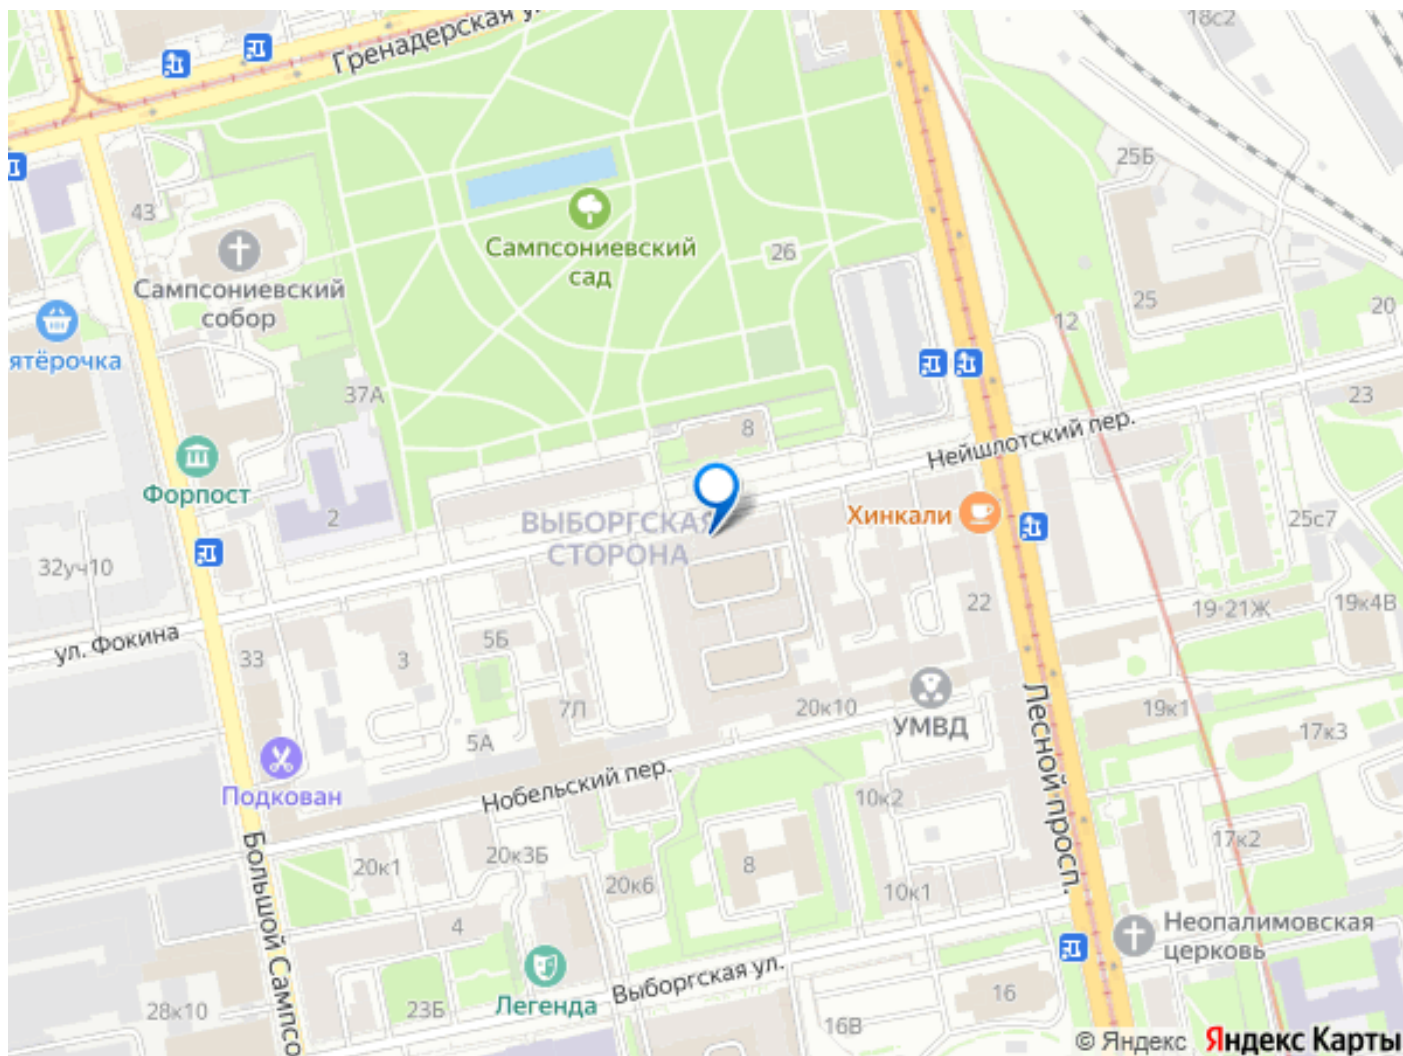 18с2
Гренадерская у
25Б
43
Сампсониевский
сад
26
Сампсониевский
собор
25
20
12
ятёрочка
37А
23
8
Нейшлотский пер.
Форпост
ВЫБОРГСКАЯ
СТОРОНА
Хинкали
2
25с7
32уч10
22
19-21Ж
19к4В
ул. Фокина
5Б
33
3
7Л
20к10
УМВД
19к1
17к3
5А
Подкован
Нобельский пер.
Лесной просп.
10к2
17к2
Большой Сампсо
20к1
20к3Б
20к6
8
10к1
4
Неопалимовская
церковь
Легенда
Выборгская ул.
16
28к10
23Б
16В
© Яндекс Яндекс Карты